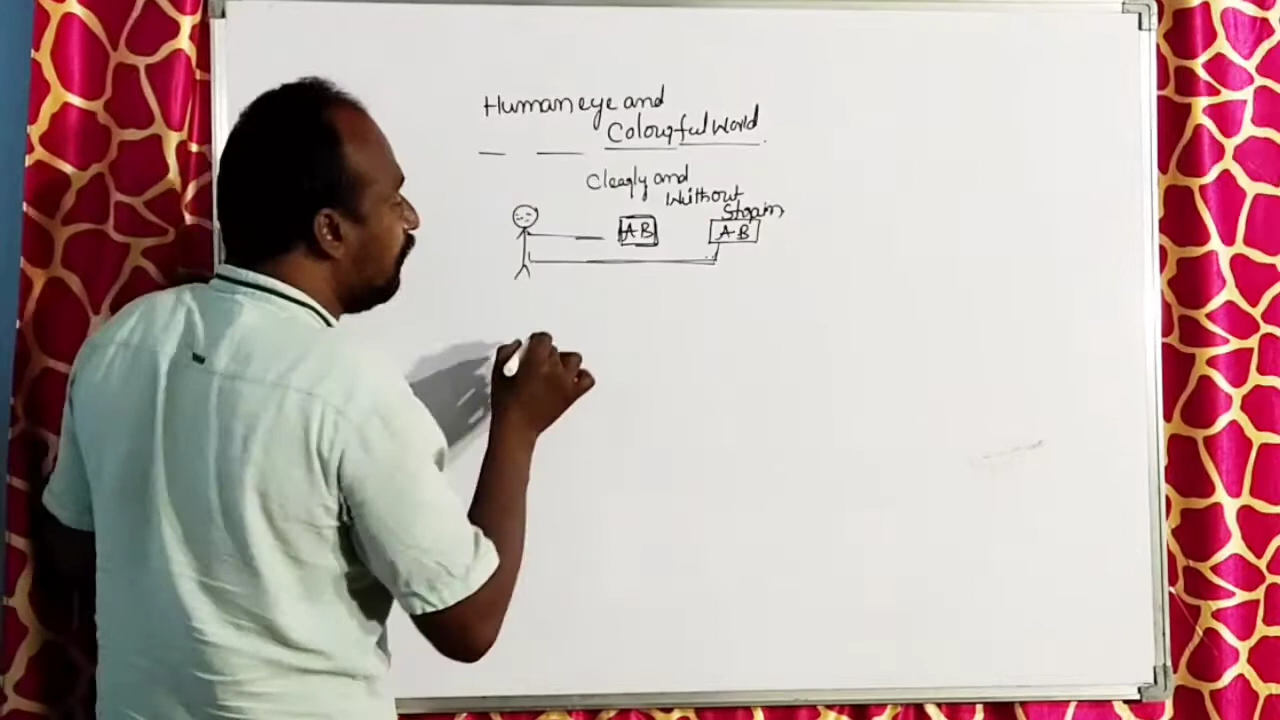 Human eye and
Colourful World.
Clearly and
Without
Strain
AB
AB